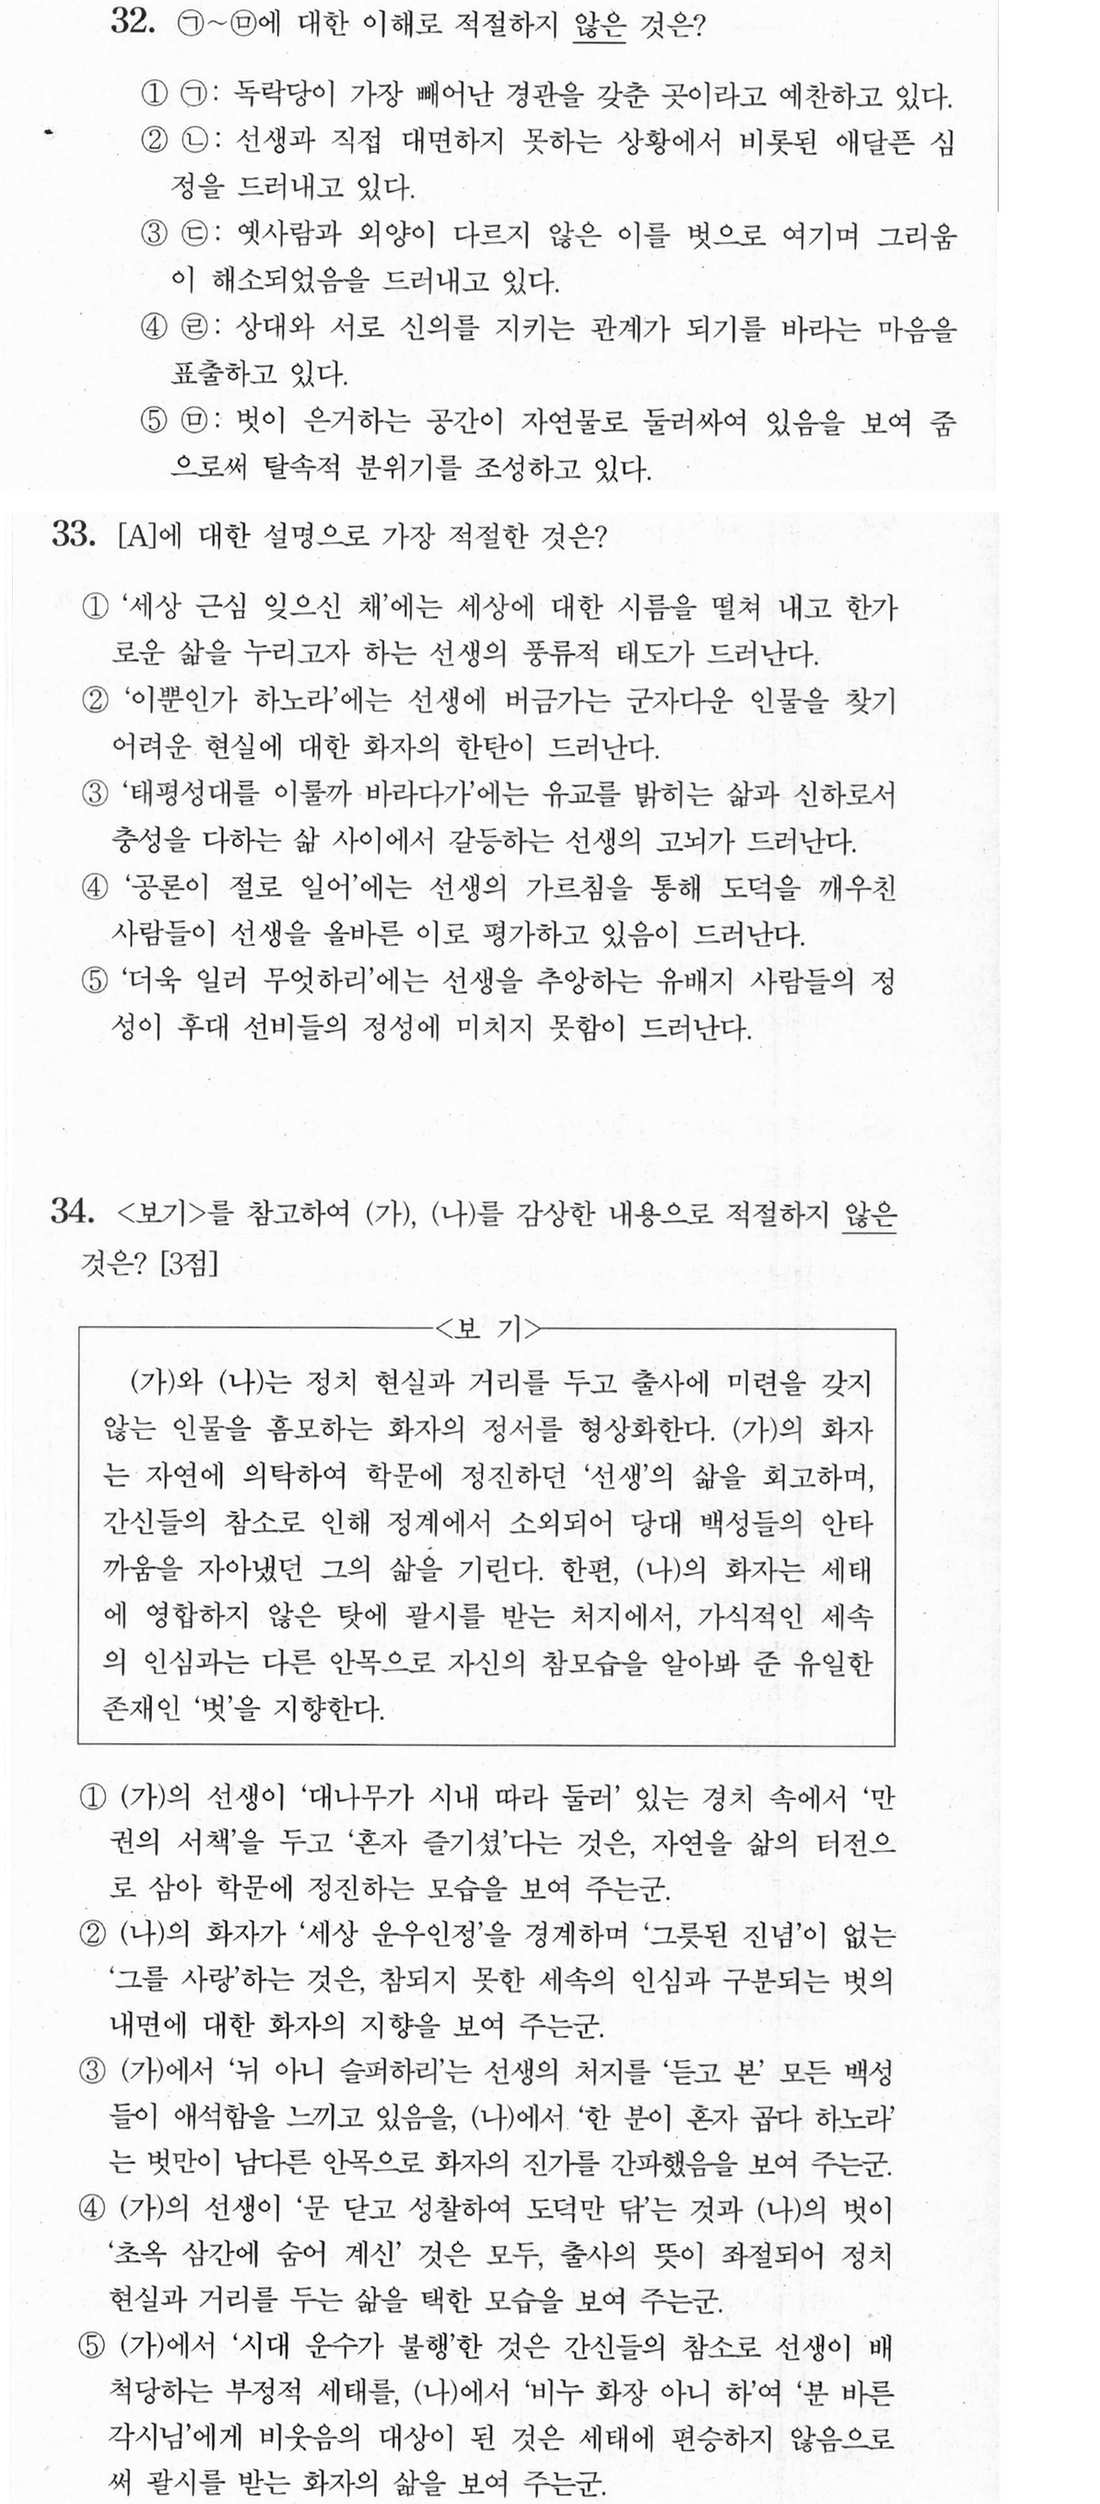 32. ㉠~㉤에 대한 이해로 적절하지 않은 것은?
① ㉠: 독락당이 가장 빼어난 경관을 갖춘 곳이라고 예찬하고 있다.
② ㉡: 선생과 직접 대면하지 못하는 상황에서 비롯된 애달픈 심
정을 드러내고 있다.
③ ㉢: 옛사람과 외양이 다르지 않은 이를 벗으로 여기며 그리움
이 해소되었음을 드러내고 있다.
④ ㉣: 상대와 서로 신의를 지키는 관계가 되기를 바라는 마음을
표출하고 있다.
⑤ ㉤: 벗이 은거하는 공간이 자연물로 둘러싸여 있음을 보여 줌
으로써 탈속적 분위기를 조성하고 있다.
33. [A]에 대한 설명으로 가장 적절한 것은?
① ‘세상 근심 잊으신 채’에는 세상에 대한 시름을 떨쳐 내고 한가
로운 삶을 누리고자 하는 선생의 풍류적 태도가 드러난다.
② ‘이뿐인가 하노라’에는 선생에 버금가는 군자다운 인물을 찾기
어려운 현실에 대한 화자의 한탄이 드러난다.
③ ‘태평성대를 이룰까 바라다가’에는 유교를 밝히는 삶과 신하로서
충성을 다하는 삶 사이에서 갈등하는 선생의 고뇌가 드러난다.
④ ‘공론이 절로 일어’에는 선생의 가르침을 통해 도덕을 깨우친
사람들이 선생을 올바른 이로 평가하고 있음이 드러난다.
⑤ ‘더욱 일러 무엇하리’에는 선생을 추앙하는 유배지 사람들의 정
성이 후대 선비들의 정성에 미치지 못함이 드러난다.
34. <보기>를 참고하여 (가), (나)를 감상한 내용으로 적절하지 않은
것은? [3점]
<보 기>
(가)와 (나)는 정치 현실과 거리를 두고 출사에 미련을 갖지
않는 인물을 흠모하는 화자의 정서를 형상화한다. (가)의 화자
는 자연에 의탁하여 학문에 정진하던 ‘선생’의 삶을 회고하며,
간신들의 참소로 인해 정계에서 소외되어 당대 백성들의 안타
까움을 자아냈던 그의 삶을 기린다. 한편, (나)의 화자는 세태
에 영합하지 않은 탓에 괄시를 받는 처지에서, 가식적인 세속
의 인심과는 다른 안목으로 자신의 참모습을 알아봐 준 유일한
존재인 ‘벗’을 지향한다.
① (가)의 선생이 ‘대나무가 시내 따라 둘러’ 있는 경치 속에서 ‘만
권의 서책’을 두고 ‘혼자 즐기셨’다는 것은, 자연을 삶의 터전으
로 삼아 학문에 정진하는 모습을 보여 주는군.
② (나)의 화자가 ‘세상 운우인정’을 경계하며 ‘그릇된 진념’이 없는
‘그를 사랑’하는 것은, 참되지 못한 세속의 인심과 구분되는 벗의
내면에 대한 화자의 지향을 보여 주는군.
③ (가)에서 ‘뉘 아니 슬퍼하리’는 선생의 처지를 ‘듣고 본’ 모든 백성
들이 애석함을 느끼고 있음을, (나)에서 ‘한 분이 혼자 곱다 하노라’
는 벗만이 남다른 안목으로 화자의 진가를 간파했음을 보여 주는군.
④ (가)의 선생이 ‘문 닫고 성찰하여 도덕만 닦’는 것과 (나)의 벗이
‘초옥 삼간에 숨어 계신’ 것은 모두, 출사의 뜻이 좌절되어 정치
현실과 거리를 두는 삶을 택한 모습을 보여 주는군.
⑤ (가)에서 ‘시대 운수가 불행’한 것은 간신들의 참소로 선생이 배
척당하는 부정적 세태를, (나)에서 ‘비누 화장 아니 하’여 ‘분 바른
각시님’에게 비웃음의 대상이 된 것은 세태에 편승하지 않음으로
써 괄시를 받는 화자의 삶을 보여 주는군.